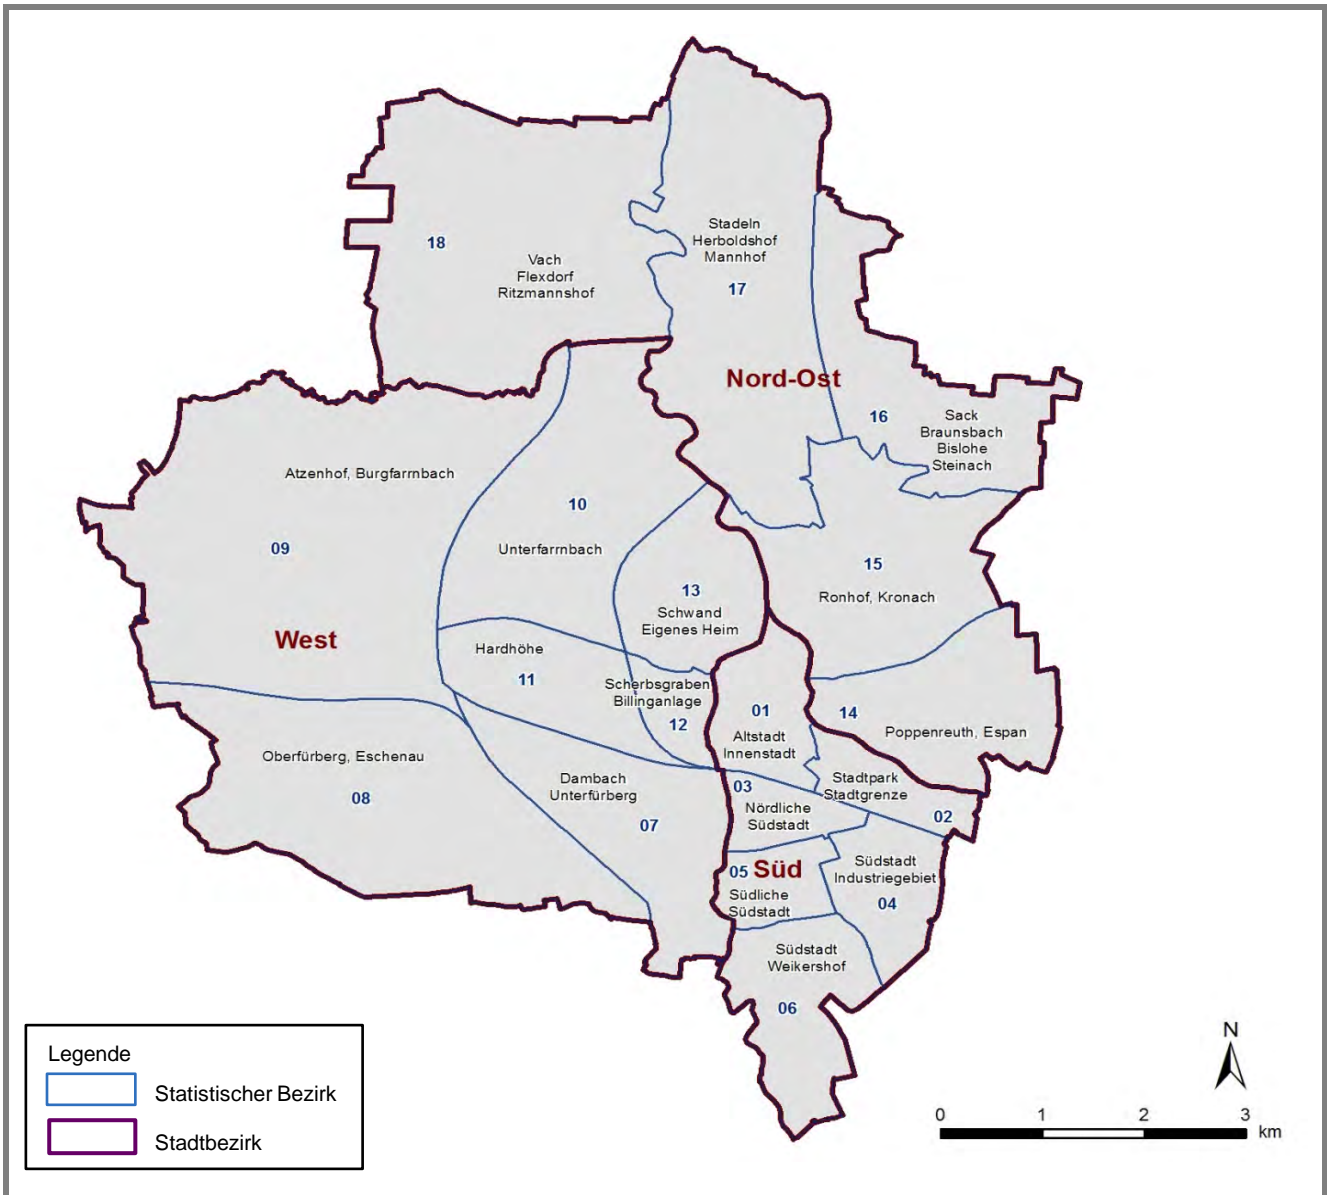 18
Vach
Flexdorf
Ritzmannshof
Stadeln
Herboldshof
Mannhof
17
Nord-Ost
16
Sack
Braunsbach
Bislohe
Steinach
Atzenhof, Burgfarrnbach
09
West
10
Unterfarrnbach
13
Schwand
Eigenes Heim
15
Ronhof, Kronach
Hardhöhe
11
Scherbsgraben
Billinganlage
12
01
Altstadt
Innenstadt
14
Poppenreuth, Espan
Oberfürberg, Eschenau
08
Dambach
Unterfürberg
07
03
Nördliche
Südstadt
Stadtpark
Stadtgrenze
02
05
Süd
Südliche
Südstadt
Südstadt
Industriegebiet
04
Südstadt
Weikershof
06
Legende
Statistischer Bezirk
Stadtbezirk
N
0 1 2 3
km